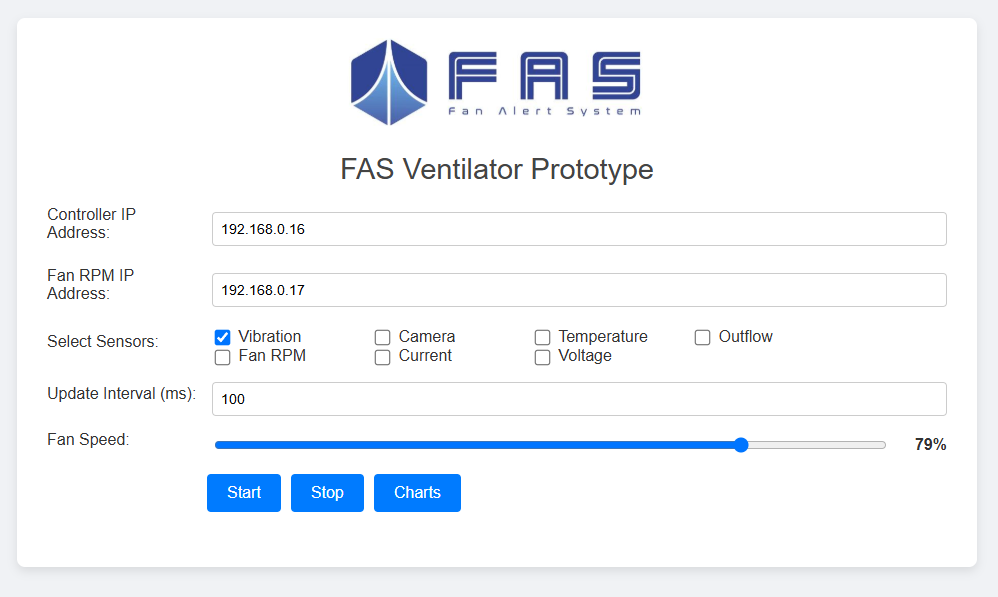 FAS
Fan Alert System
FAS Ventilator Prototype
Controller IP
Address:
192.168.0.16
Fan RPM IP
Address:
192.168.0.17
Select Sensors:
Vibration Camera Temperature Outflow
Fan RPM Current Voltage
Update Interval (ms):
100
Fan Speed:
79%
Start Stop Charts